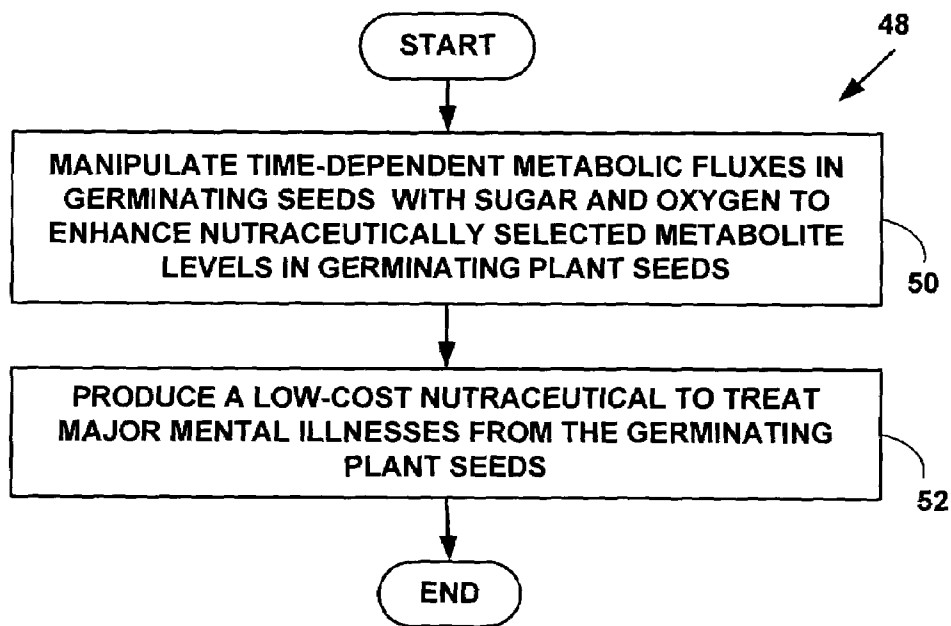 START
48
MANIPULATE TIME-DEPENDENT METABOLIC FLUXES IN
GERMINATING SEEDS WITH SUGAR AND OXYGEN TO
ENHANCE NUTRACEUTICALLY SELECTED METABOLITE
LEVELS IN GERMINATING PLANT SEEDS
50
PRODUCE A LOW-COST NUTRACEUTICAL TO TREAT
MAJOR MENTAL ILLNESSES FROM THE GERMINATING
PLANT SEEDS
52
END